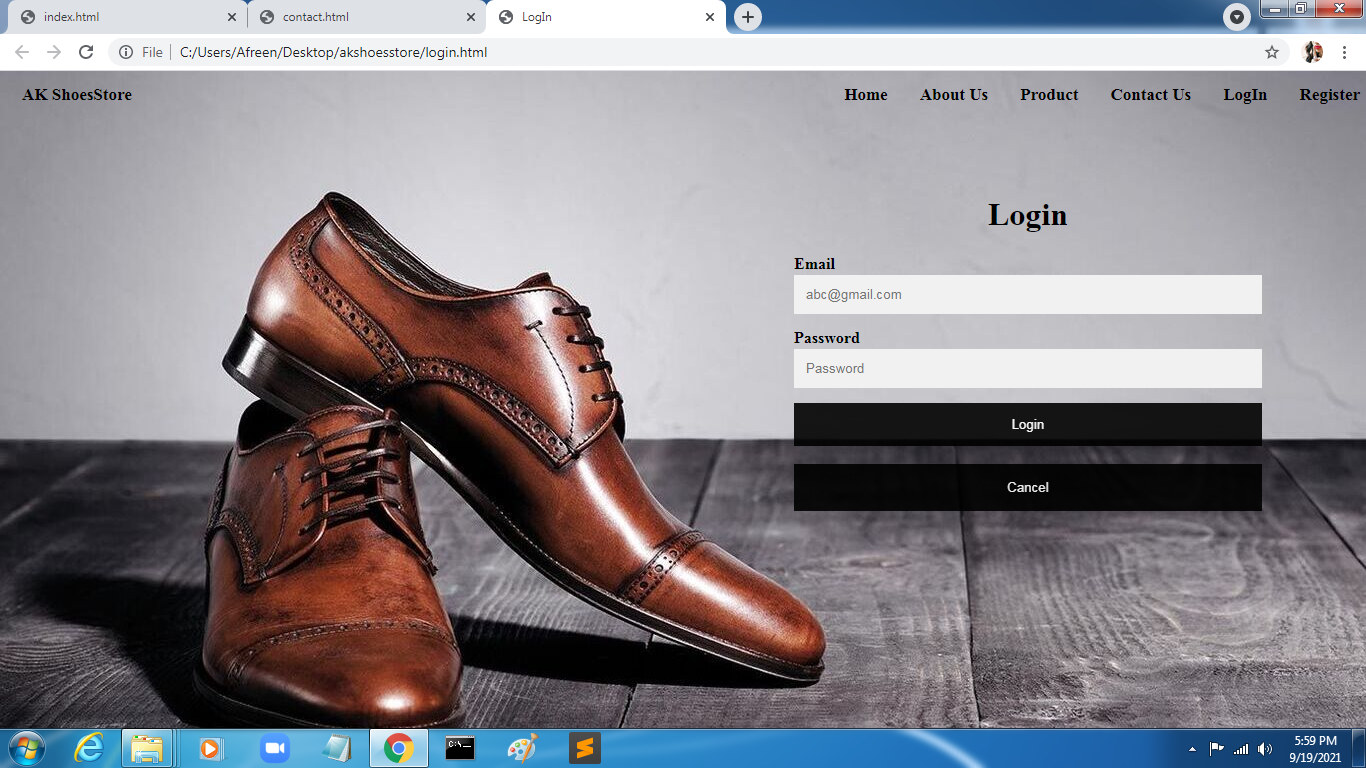 index.html
contact.html
LogIn
File
C:/Users/Afreen/Desktop/akshoesstore/login.html
AK ShoesStore
Home
About Us
Product
Contact Us
LogIn
Register
Login
Email
abc@gmail.com
Password
Password
Login
Cancel
C:\_
5:59 PM
9/19/2021